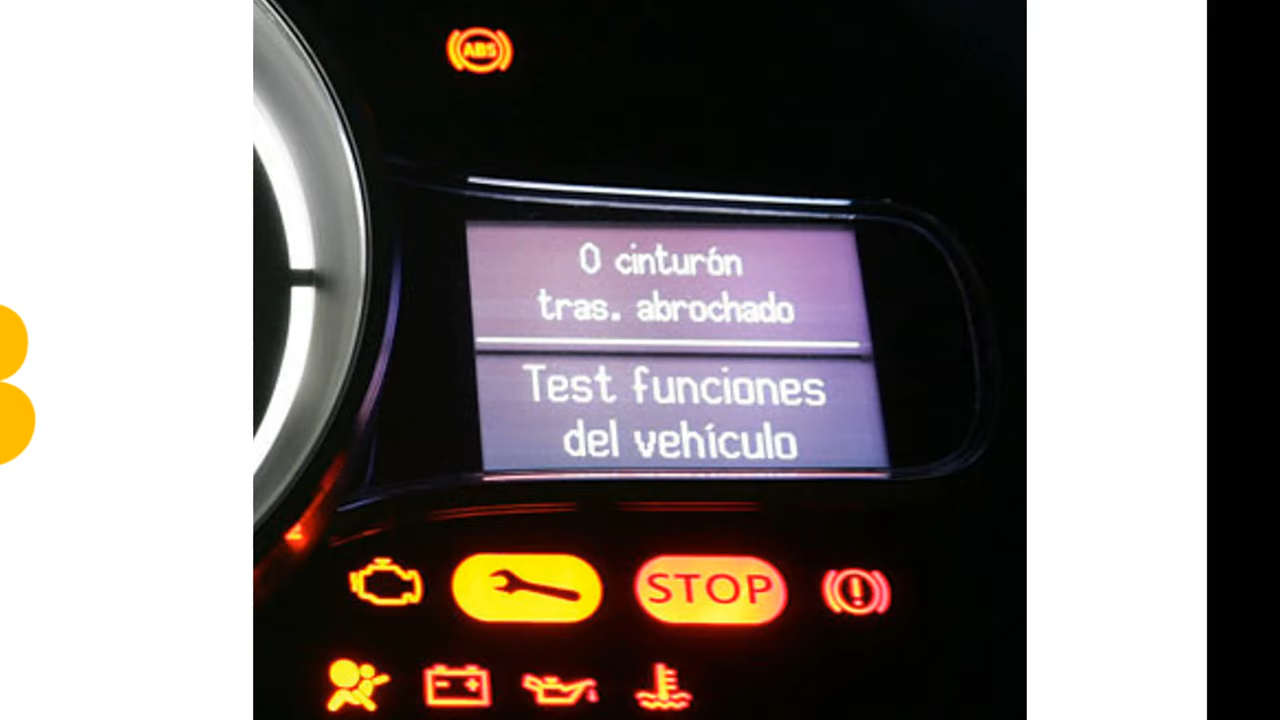 ABS
0 cinturón
tras. abrochado
Test funciones
del vehículo
STOP